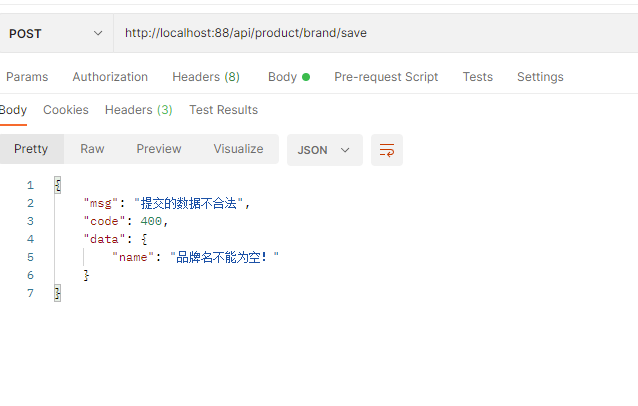 POST http://localhost:88/api/product/brand/save
Params Authorization Headers (8) Body Pre-request Script Tests Settings
Body Cookies Headers (3) Test Results
Pretty Raw Preview Visualize JSON
1 {
2 "msg": "提交的数据不合法",
3 "code": 400,
4 "data": {
5 "name": "品牌名不能为空！"
6 }
7 }